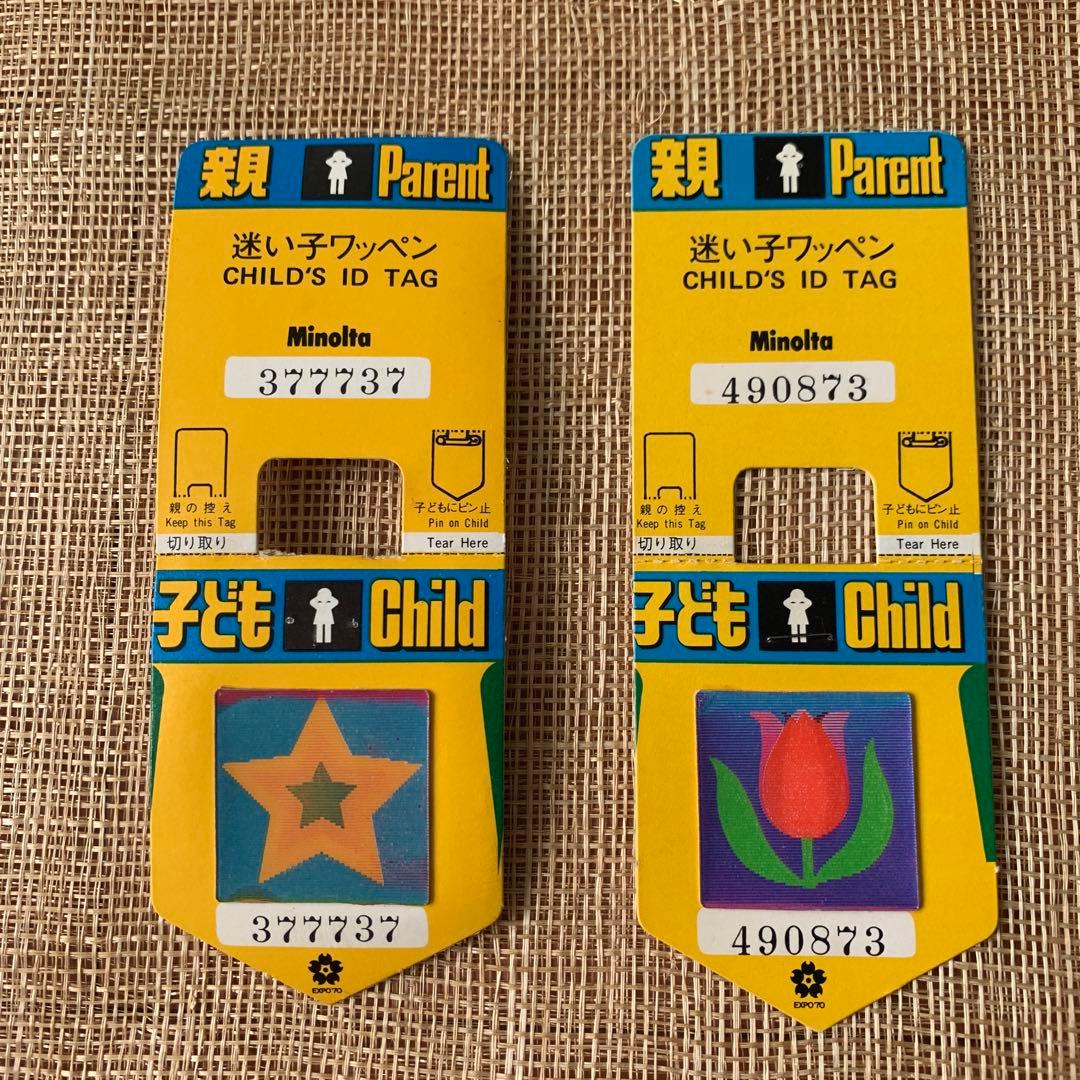 親 Parent
迷い子ワッペン
CHILD'S ID TAG
Minolta
377737
親の控え
Keep this Tag
子どもにピン止
Pin on Child
切り取り
Tear Here
子ども Child
377737
EXPO'70
親 Parent
迷い子ワッペン
CHILD'S ID TAG
Minolta
490873
親の控え
Keep this Tag
子どもにピン止
Pin on Child
切り取り
Tear Here
子ども Child
490873
EXPO'70